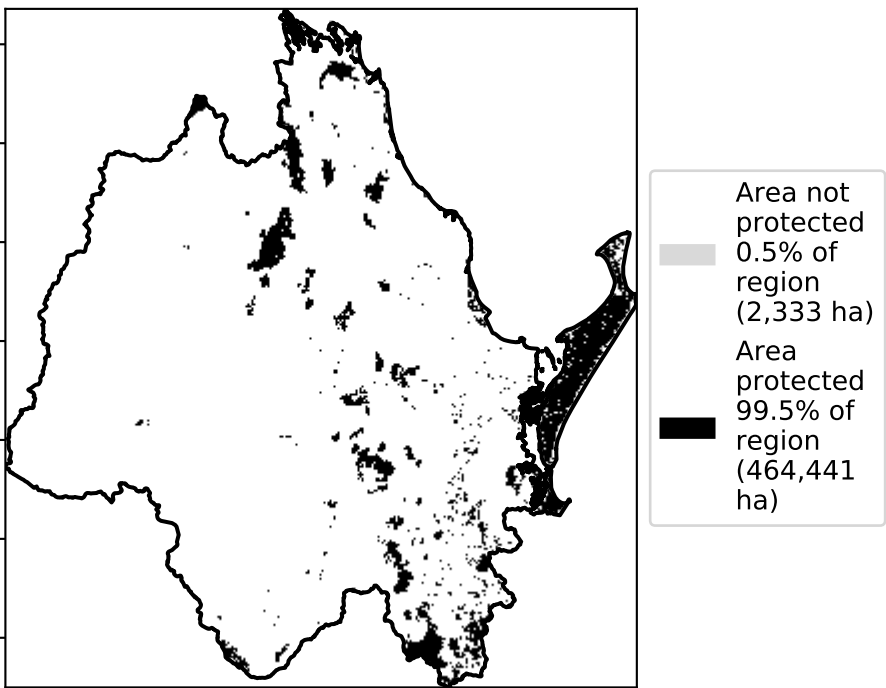 Area not
protected
0.5% of
region
(2,333 ha)
Area
protected
99.5% of
region
(464,441
ha)